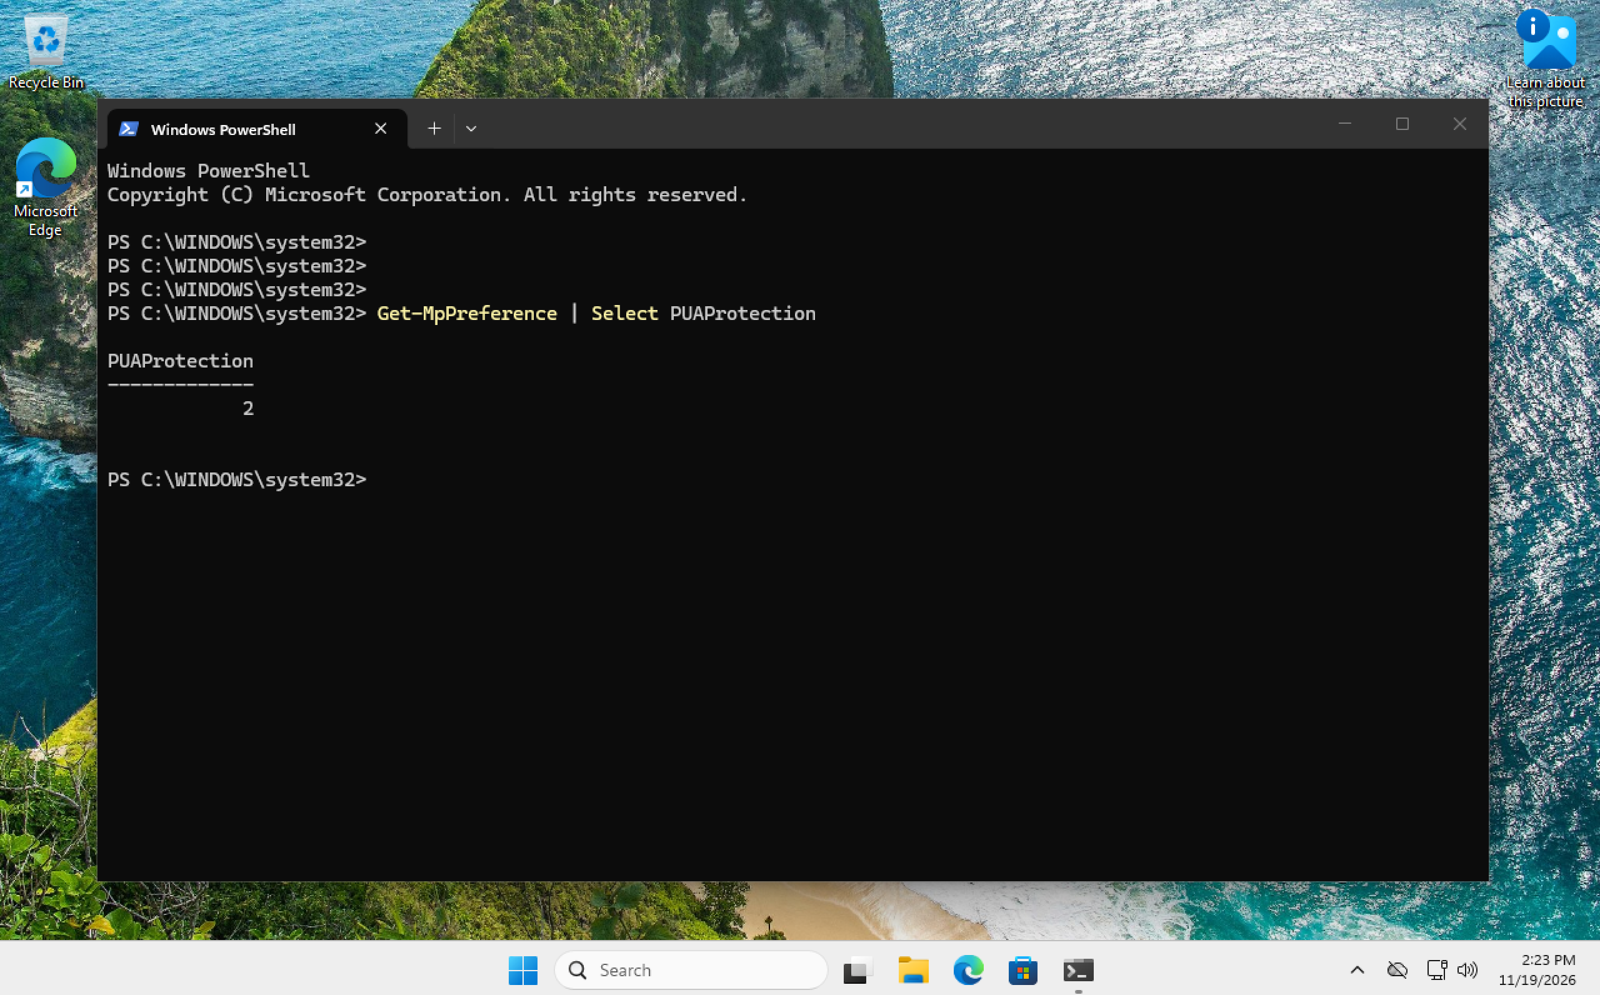 Recycle Bin
Learn about
this picture
Microsoft
Edge
Windows PowerShell
Windows PowerShell
Copyright (C) Microsoft Corporation. All rights reserved.
PS C:\WINDOWS\system32>
PS C:\WINDOWS\system32>
PS C:\WINDOWS\system32>
PS C:\WINDOWS\system32> Get-MpPreference | Select PUAProtection
PUAProtection
-------------
2
PS C:\WINDOWS\system32>
Search
2:23 PM
11/19/2026